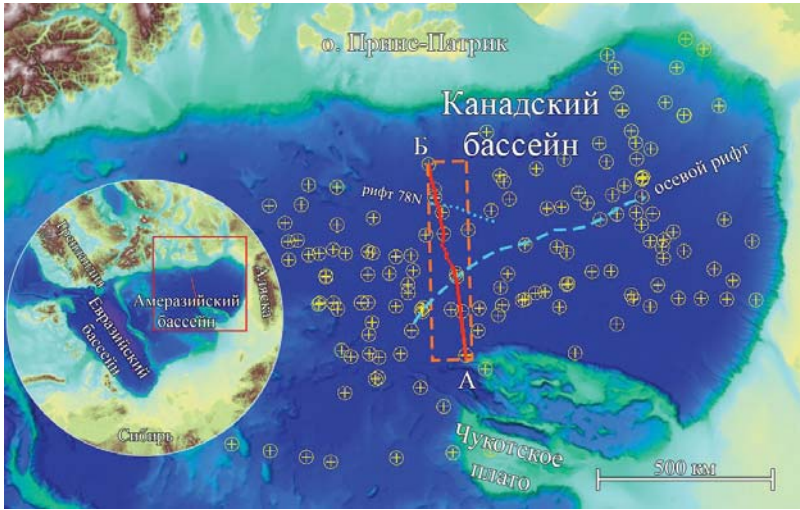 о. Принс-Патрик
Канадский
бассейн
Б
рифт 78N
осевой рифт
Гренландия
Аляска
Амеразийский
бассейн
Евразийский
бассейн
А
Сибирь
Чукотское
плато
500 км